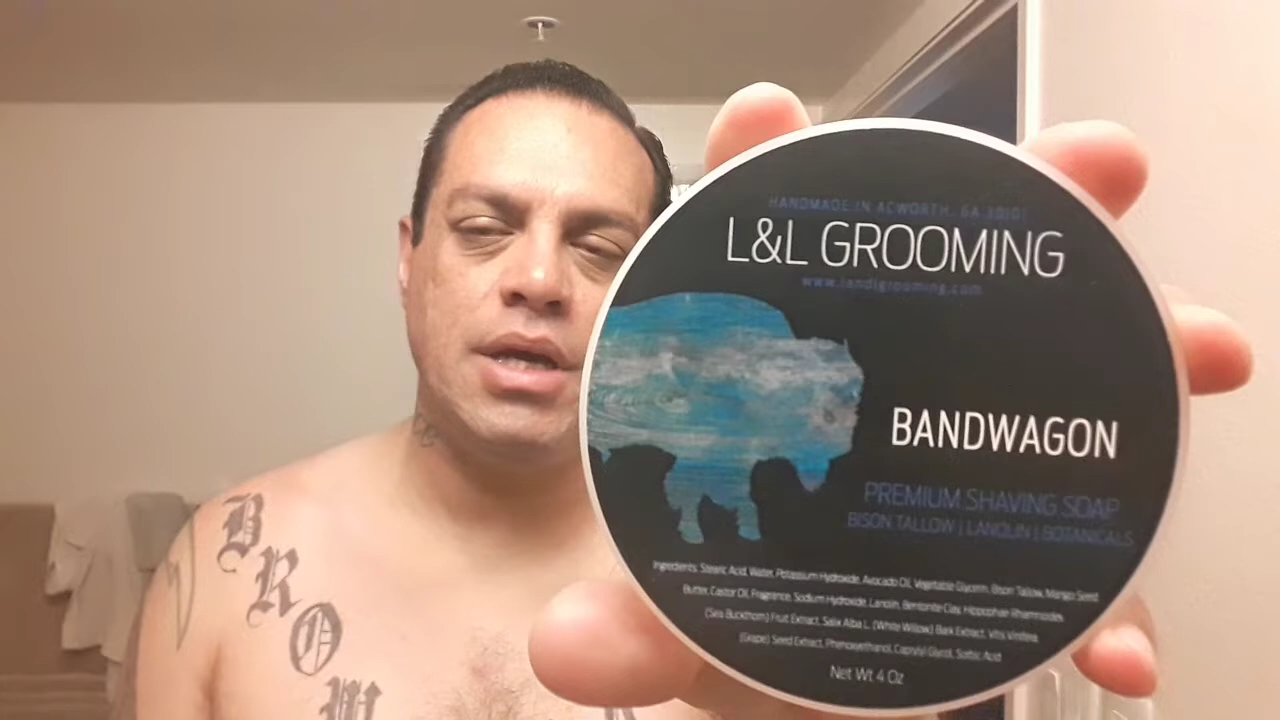 HANDMADE IN ACWORTH, GA 30101
L&L GROOMING
www.landlgrooming.com
BANDWAGON
PREMIUM SHAVING SOAP
BISON TALLOW | LANOLIN | BOTANICALS
Ingredients: Stearic Acid, Water, Potassium Hydroxide, Avocado Oil, Vegetable Glycerin, Bison Tallow, Mango Seed
Butter, Castor Oil, Fragrance, Sodium Hydroxide, Lanolin, Bentonite Clay, Hippophae Rhamnoides
(Sea Buckthorn) Fruit Extract, Salix Alba L. (White Willow) Bark Extract, Vitis Vinifera
(Grape) Seed Extract, Phenoxyethanol, Caprylyl Glycol, Sorbic Acid
Net Wt 4 Oz
BROW